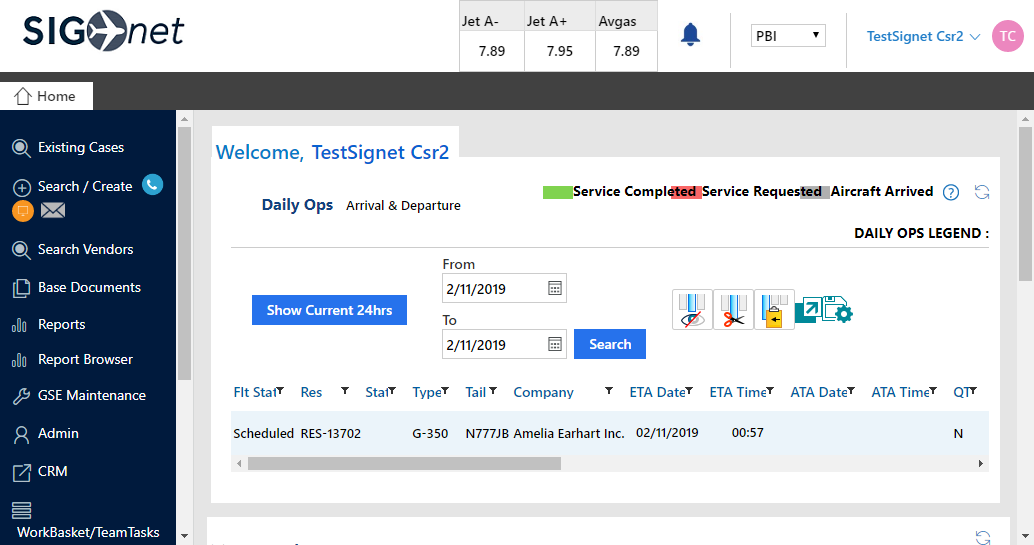 SIG net
Jet A- Jet A+ Avgas
7.89 7.95 7.89
PBI
TestSignet Csr2
TC
Home
Existing Cases
Search / Create
Search Vendors
Base Documents
Reports
Report Browser
GSE Maintenance
Admin
CRM
WorkBasket/TeamTasks
Welcome, TestSignet Csr2
Daily Ops Arrival & Departure
Service Completed Service Requested Aircraft Arrived ?
DAILY OPS LEGEND :
Show Current 24hrs
From
2/11/2019
To
2/11/2019
Search
Flt Stat Res Stat Type Tail Company ETA Date ETA Time ATA Date ATA Time QT
Scheduled RES-13702 G-350 N777JB Amelia Earhart Inc. 02/11/2019 00:57 N